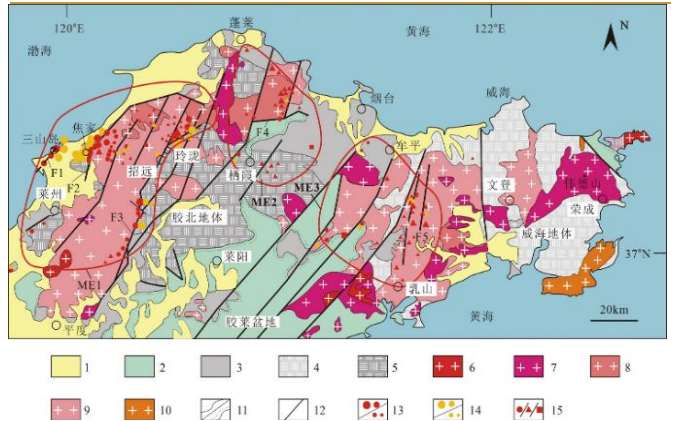 120°E
蓬莱
黄海
122°E
N
渤海
威海
烟台
焦家
三山岛
F4
牟平
F1
招远
玲珑
F2
栖霞
莱州
ME3
文登
伟德山
ME2
荣成
F3
胶北地体
F5
威海地体
莱阳
37°N
ME1
乳山
胶莱盆地
黄海
平度
20km
1 2 3 4 5 6 7 8
9 10 11 12 13 14 15